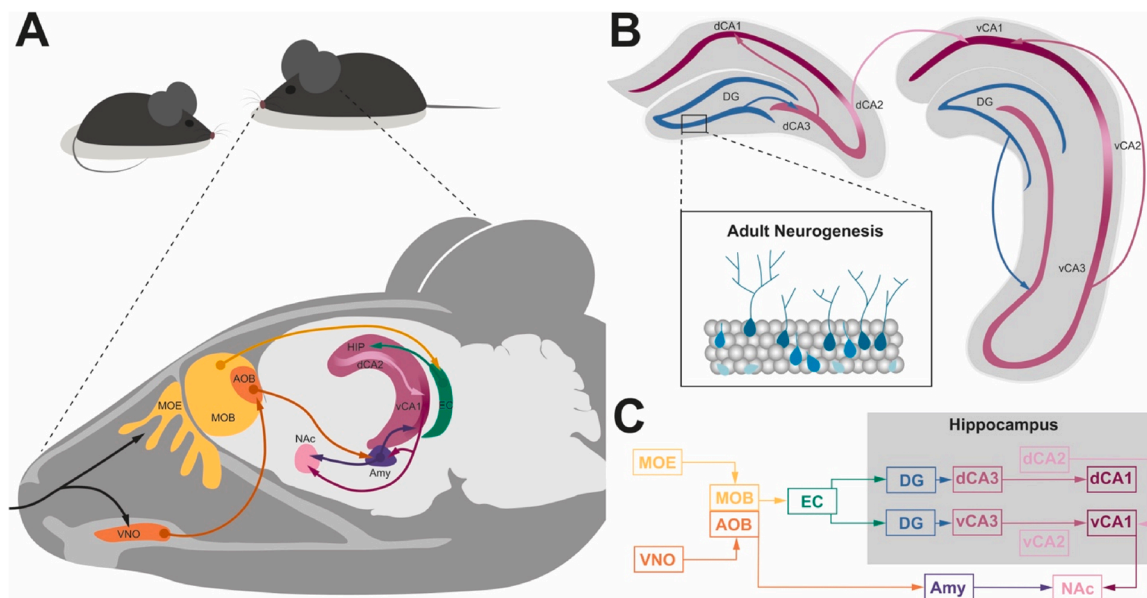 A
HIP
dCA2
AOB
MOE
MOB
vCA1
EC
NAc
Amy
VNO
B
dCA1
DG
dCA2
dCA3
vCA1
DG
vCA2
vCA3
Adult Neurogenesis
C
Hippocampus
MOE
dCA2
MOB
EC
DG
dCA3
dCA1
AOB
DG
vCA3
vCA1
VNO
vCA2
Amy
NAc